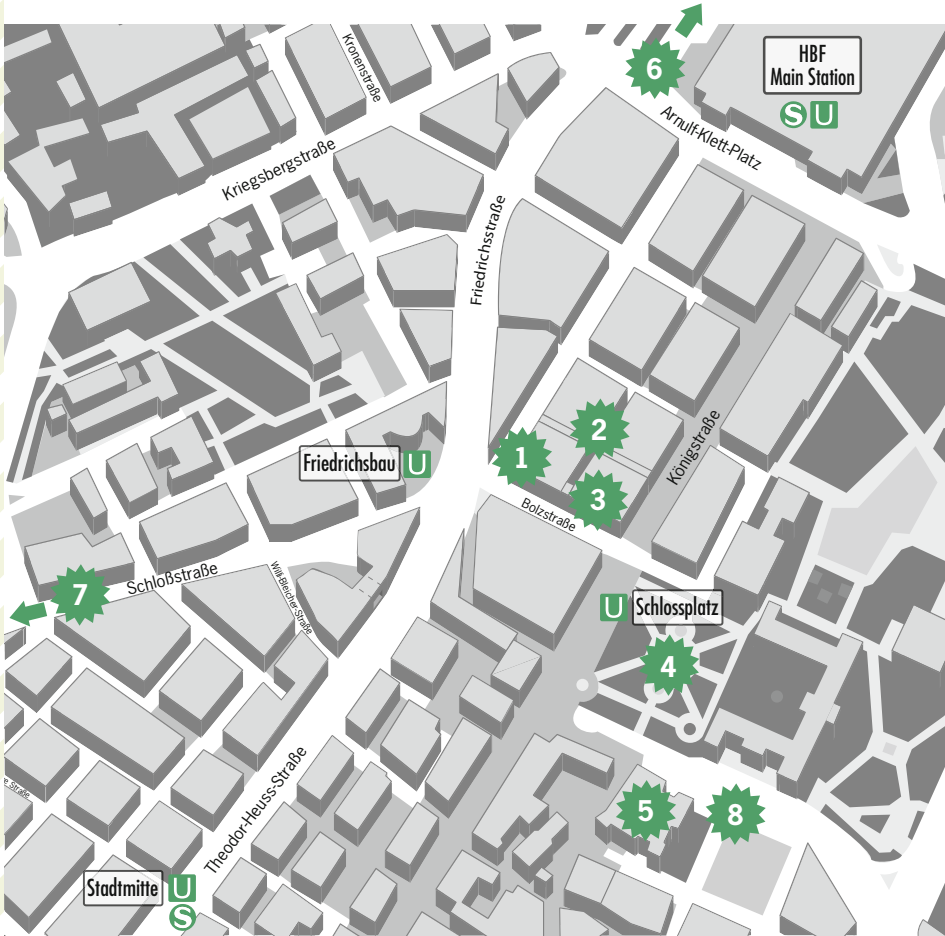 6
HBF
Main Station
S U
Kronenstraße
Arnulf-Klett-Platz
Kriegsbergstraße
Friedrichsstraße
2
Königstraße
1
Friedrichsbau U
3
Bolzstraße
7
Schloßstraße
Willi-Bleicher-Straße
U Schlossplatz
4
Theodor-Heuss-Straße
Straße
5
8
Stadtmitte U
S